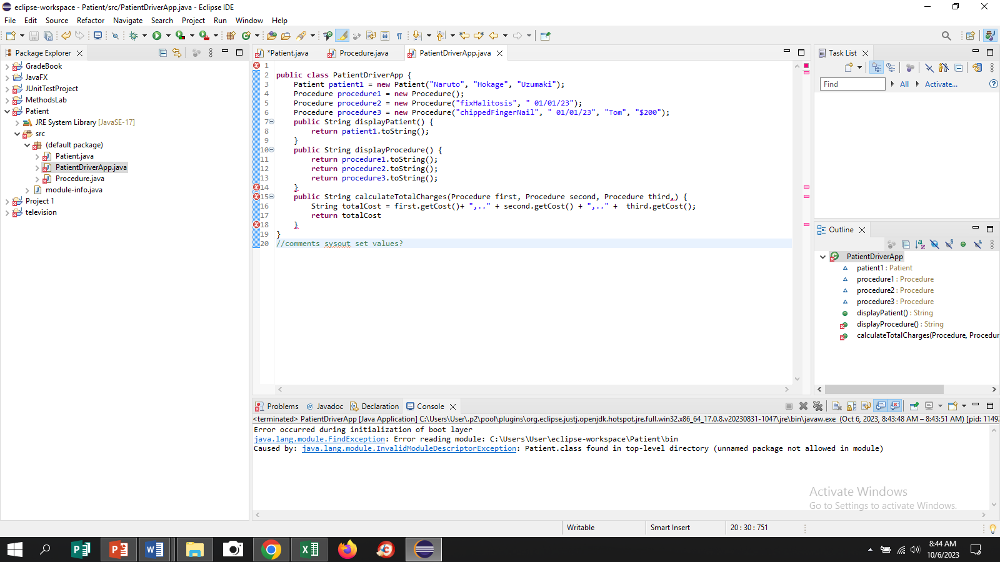 eclipse-workspace - Patient/src/PatientDriverApp.java - Eclipse IDE
File Edit Source Refactor Navigate Search Project Run Window Help
Package Explorer
GradeBook
JavaFX
JUnitTestProject
MethodsLab
Patient
JRE System Library [JavaSE-17]
src
(default package)
Patient.java
PatientDriverApp.java
Procedure.java
module-info.java
Project 1
television
*Patient.java Procedure.java PatientDriverApp.java
1
2 public class PatientDriverApp {
3 Patient patient1 = new Patient("Naruto", "Hokage", "Uzumaki");
4 Procedure procedure1 = new Procedure();
5 Procedure procedure2 = new Procedure("fixHalitosis", " 01/01/23");
6 Procedure procedure3 = new Procedure("chippedFingerNail", " 01/01/23", "Tom", "$200");
7 public String displayPatient() {
8 return patient1.toString();
9 }
10 public String displayProcedure() {
11 return procedure1.toString();
12 return procedure2.toString();
13 return procedure3.toString();
14 }
15 public String calculateTotalCharges(Procedure first, Procedure second, Procedure third,) {
16 String totalCost = first.getCost()+ ",.." + second.getCost() + ",.." + third.getCost();
17 return totalCost
18 }
19 }
20 //comments sysout set values?
Task List
Find All Activate...
Outline
PatientDriverApp
patient1 : Patient
procedure1 : Procedure
procedure2 : Procedure
procedure3 : Procedure
displayPatient() : String
displayProcedure() : String
calculateTotalCharges(Procedure, Procedur
Problems @ Javadoc Declaration Console
<terminated> PatientDriverApp [Java Application] C:\Users\User\.p2\pool\plugins\org.eclipse.justj.openjdk.hotspot.jre.full.win32.x86_64_17.0.8.v20230831-1047\jre\bin\javaw.exe (Oct 6, 2023, 8:43:48 AM – 8:43:51 AM) [pid: 1149
Error occurred during initialization of boot layer
java.lang.module.FindException: Error reading module: C:\Users\User\eclipse-workspace\Patient\bin
Caused by: java.lang.module.InvalidModuleDescriptorException: Patient.class found in top-level directory (unnamed package not allowed in module)
Activate Windows
Go to Settings to activate Windows.
Writable Smart Insert 20 : 30 : 751
8:44 AM
10/6/2023